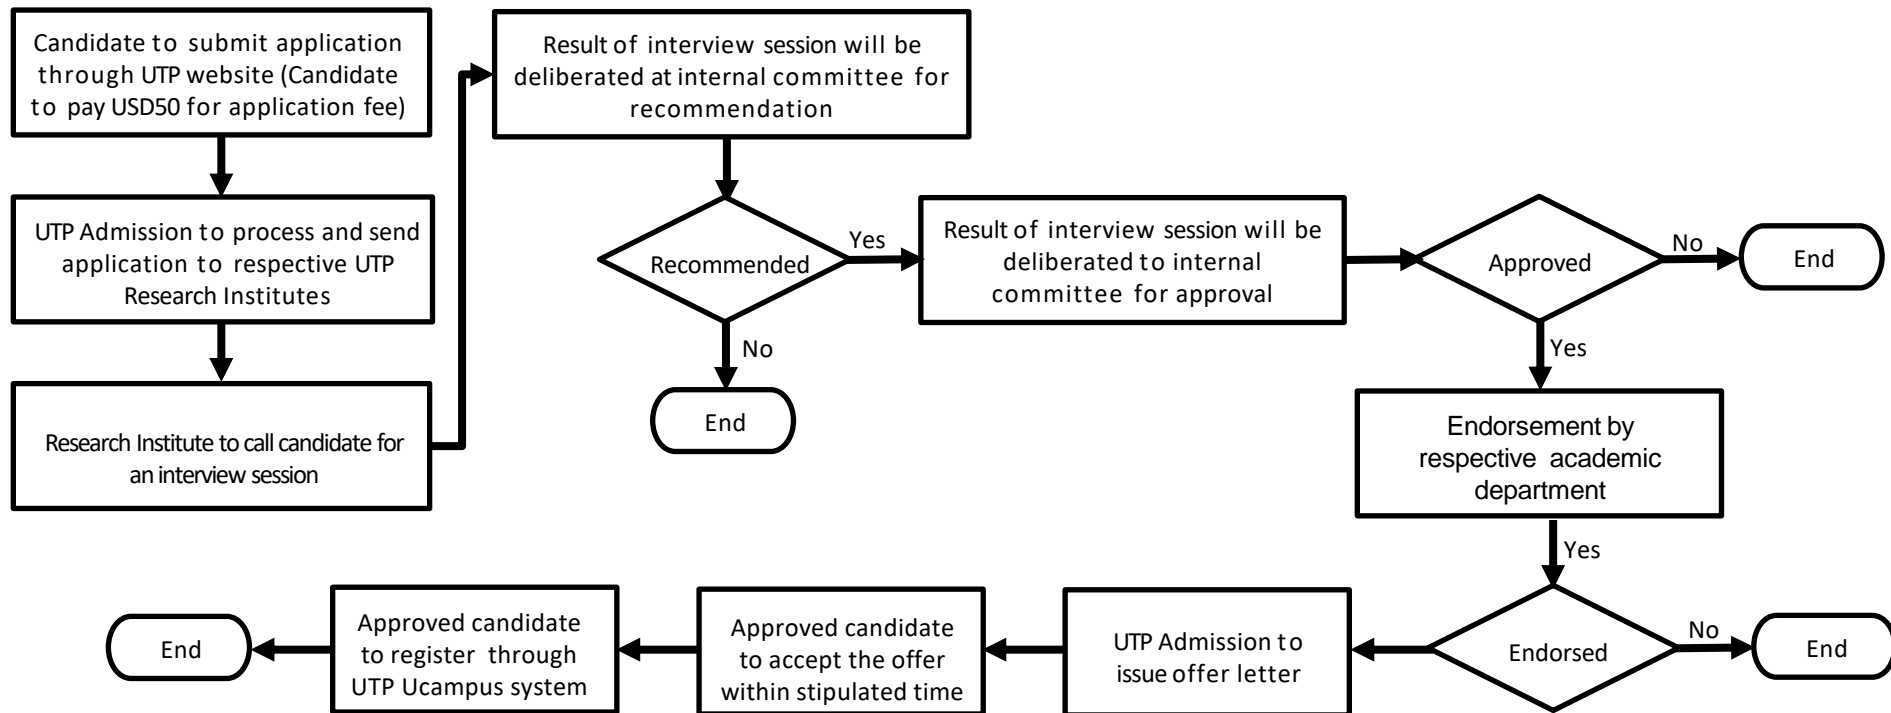 Candidate to submit application
through UTP website (Candidate
to pay USD50 for application fee)
UTP Admission to process and send
application to respective UTP
Research Institutes
Research Institute to call candidate for
an interview session
Result of interview session will be
deliberated at internal committee for
recommendation
Recommended
Yes
No
End
Result of interview session will be
deliberated to internal
committee for approval
Approved
No
End
Yes
Endorsement by
respective academic
department
Yes
Endorsed
No
End
UTP Admission to
issue offer letter
Approved candidate
to accept the offer
within stipulated time
Approved candidate
to register through
UTP Ucampus system
End